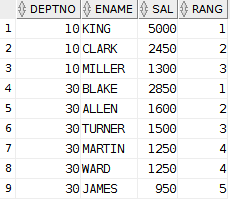 DEPTNO ENAME SAL RANG
1 10 KING 5000 1
2 10 CLARK 2450 2
3 10 MILLER 1300 3
4 30 BLAKE 2850 1
5 30 ALLEN 1600 2
6 30 TURNER 1500 3
7 30 MARTIN 1250 4
8 30 WARD 1250 4
9 30 JAMES 950 5